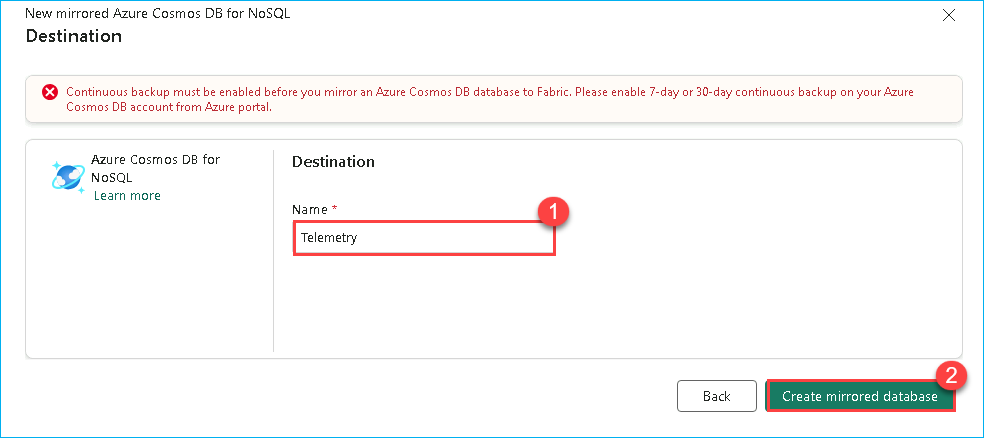 New mirrored Azure Cosmos DB for NoSQL
Destination
Continuous backup must be enabled before you mirror an Azure Cosmos DB database to Fabric. Please enable 7-day or 30-day continuous backup on your Azure
Cosmos DB account from Azure portal.
Azure Cosmos DB for
NoSQL
Learn more
Destination
Name *
1
Telemetry
2
Back
Create mirrored database